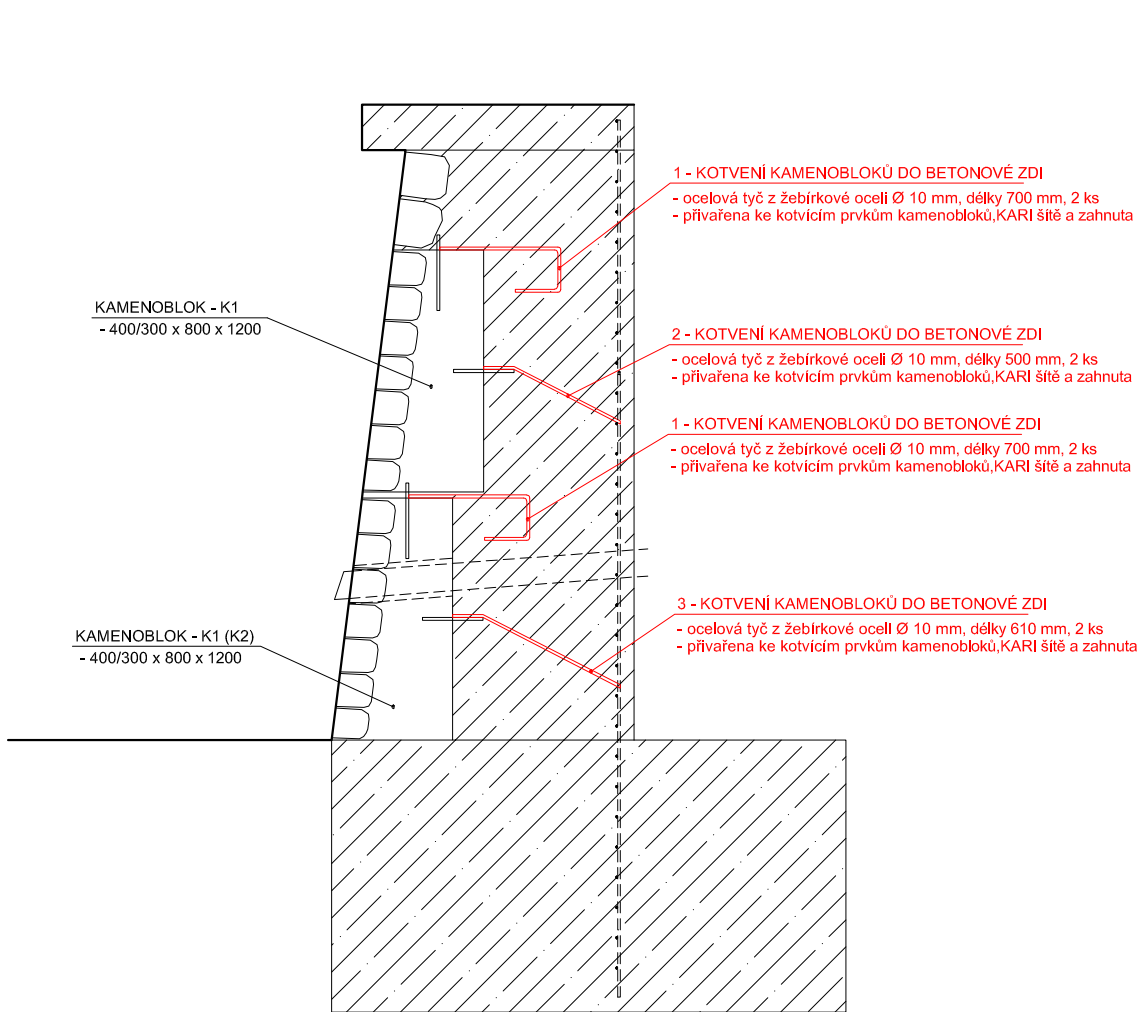 1 - KOTVENÍ KAMENOBLOKŮ DO BETONOVÉ ZDI
- ocelová tyč z žebírkové oceli Ø 10 mm, délky 700 mm, 2 ks
- přivařena ke kotvícím prvkům kamenobloků,KARI šítě a zahnuta
KAMENOBLOK - K1
- 400/300 x 800 x 1200
2 - KOTVENÍ KAMENOBLOKŮ DO BETONOVÉ ZDI
- ocelová tyč z žebírkové oceli Ø 10 mm, délky 500 mm, 2 ks
- přivařena ke kotvícím prvkům kamenobloků,KARI šítě a zahnuta
1 - KOTVENÍ KAMENOBLOKŮ DO BETONOVÉ ZDI
- ocelová tyč z žebírkové oceli Ø 10 mm, délky 700 mm, 2 ks
- přivařena ke kotvícím prvkům kamenobloků,KARI šítě a zahnuta
3 - KOTVENÍ KAMENOBLOKŮ DO BETONOVÉ ZDI
- ocelová tyč z žebírkové oceli Ø 10 mm, délky 610 mm, 2 ks
- přivařena ke kotvícím prvkům kamenobloků,KARI šítě a zahnuta
KAMENOBLOK - K1 (K2)
- 400/300 x 800 x 1200